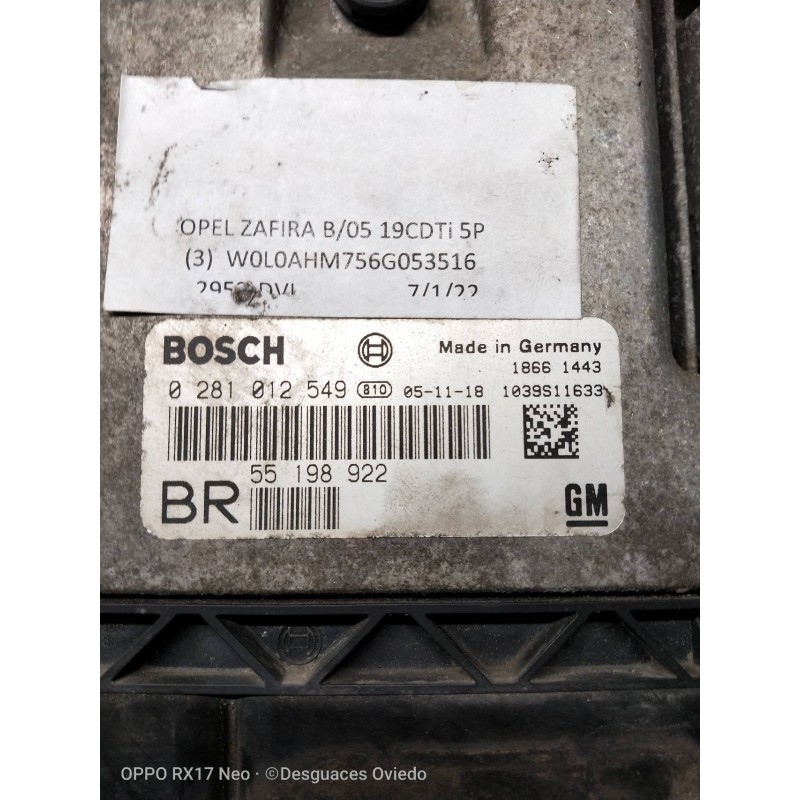 OPEL ZAFIRA B/05 19CDTi 5P
(3) W0L0AHM756G053516
7/1/22
BOSCH
Made in Germany
1866 1443
0 281 012 549 810 05-11-18 1039S11633
55 198 922
BR
GM
OPPO RX17 Neo · ©Desguaces Oviedo